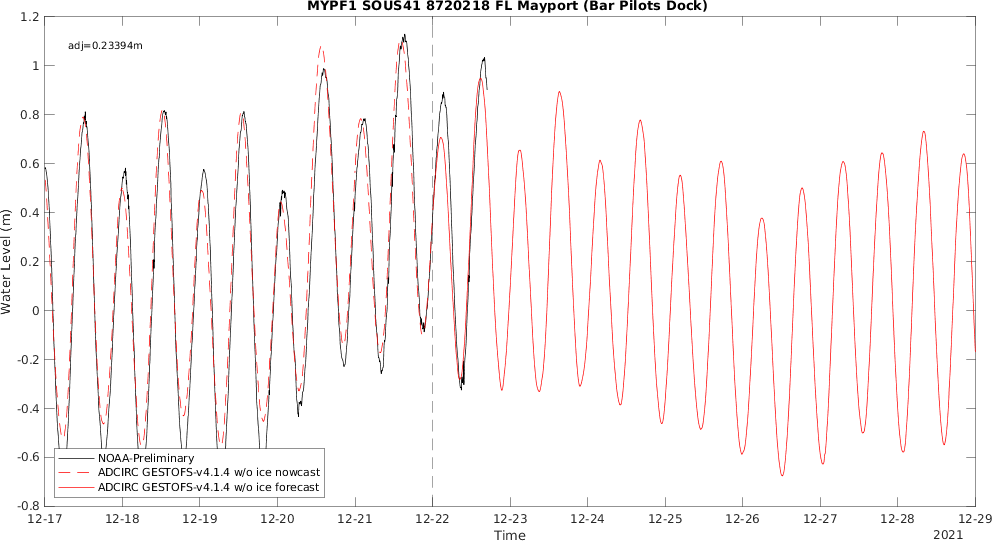 MYPF1 SOUS41 8720218 FL Mayport (Bar Pilots Dock)
adj=0.23394m
Water Level (m)
1.2
1
0.8
0.6
0.4
0.2
0
-0.2
-0.4
-0.6
-0.8
NOAA-Preliminary
ADCIRC GESTOFS-v4.1.4 w/o ice nowcast
ADCIRC GESTOFS-v4.1.4 w/o ice forecast
12-17 12-18 12-19 12-20 12-21 12-22 12-23 12-24 12-25 12-26 12-27 12-28 12-29
Time
2021